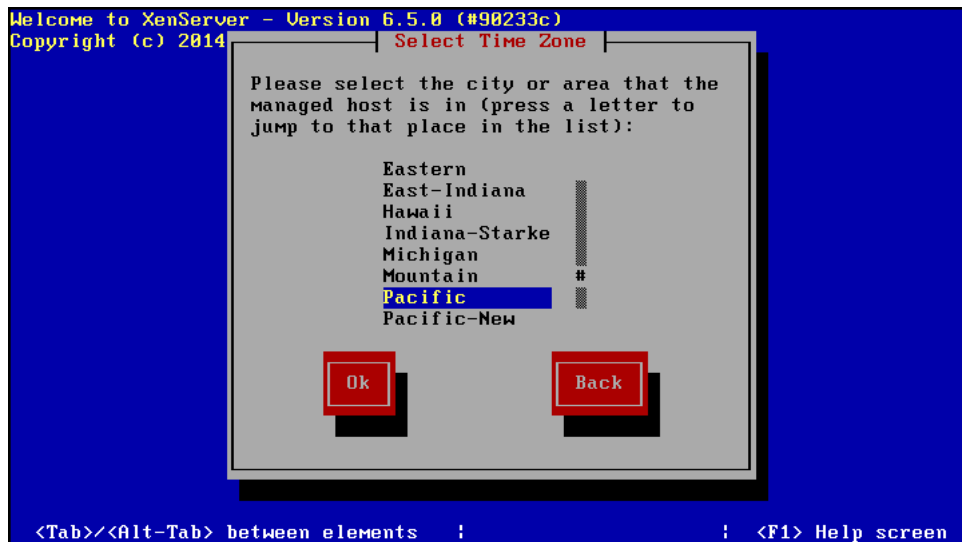 Welcome to XenServer - Version 6.5.0 (#90233c)
Copyright (c) 2014
Select Time Zone
Please select the city or area that the
managed host is in (press a letter to
jump to that place in the list):
Eastern
East-Indiana
Hawaii
Indiana-Starke
Michigan
Mountain #
Pacific
Pacific-New
Ok Back
<Tab>/<Alt-Tab> between elements ¦ ¦ <F1> Help screen